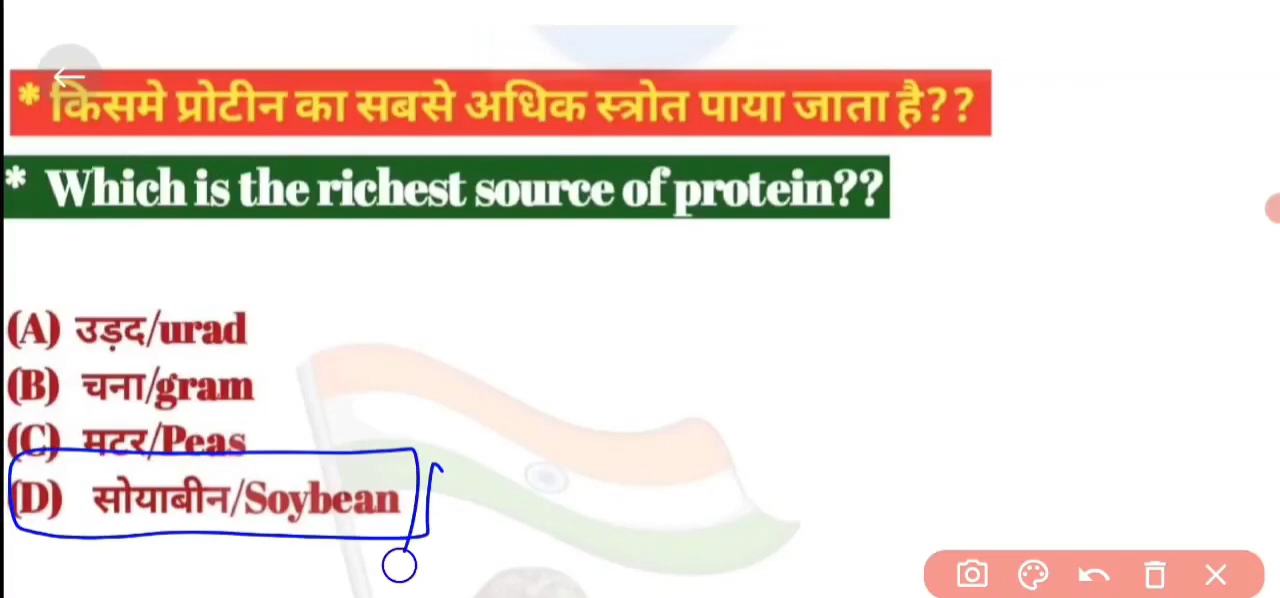 * किसमे प्रोटीन का सबसे अधिक स्त्रोत पाया जाता है??
* Which is the richest source of protein??
(A) उड़द/urad
(B) चना/gram
(C) मटर/Peas
(D) सोयाबीन/Soybean